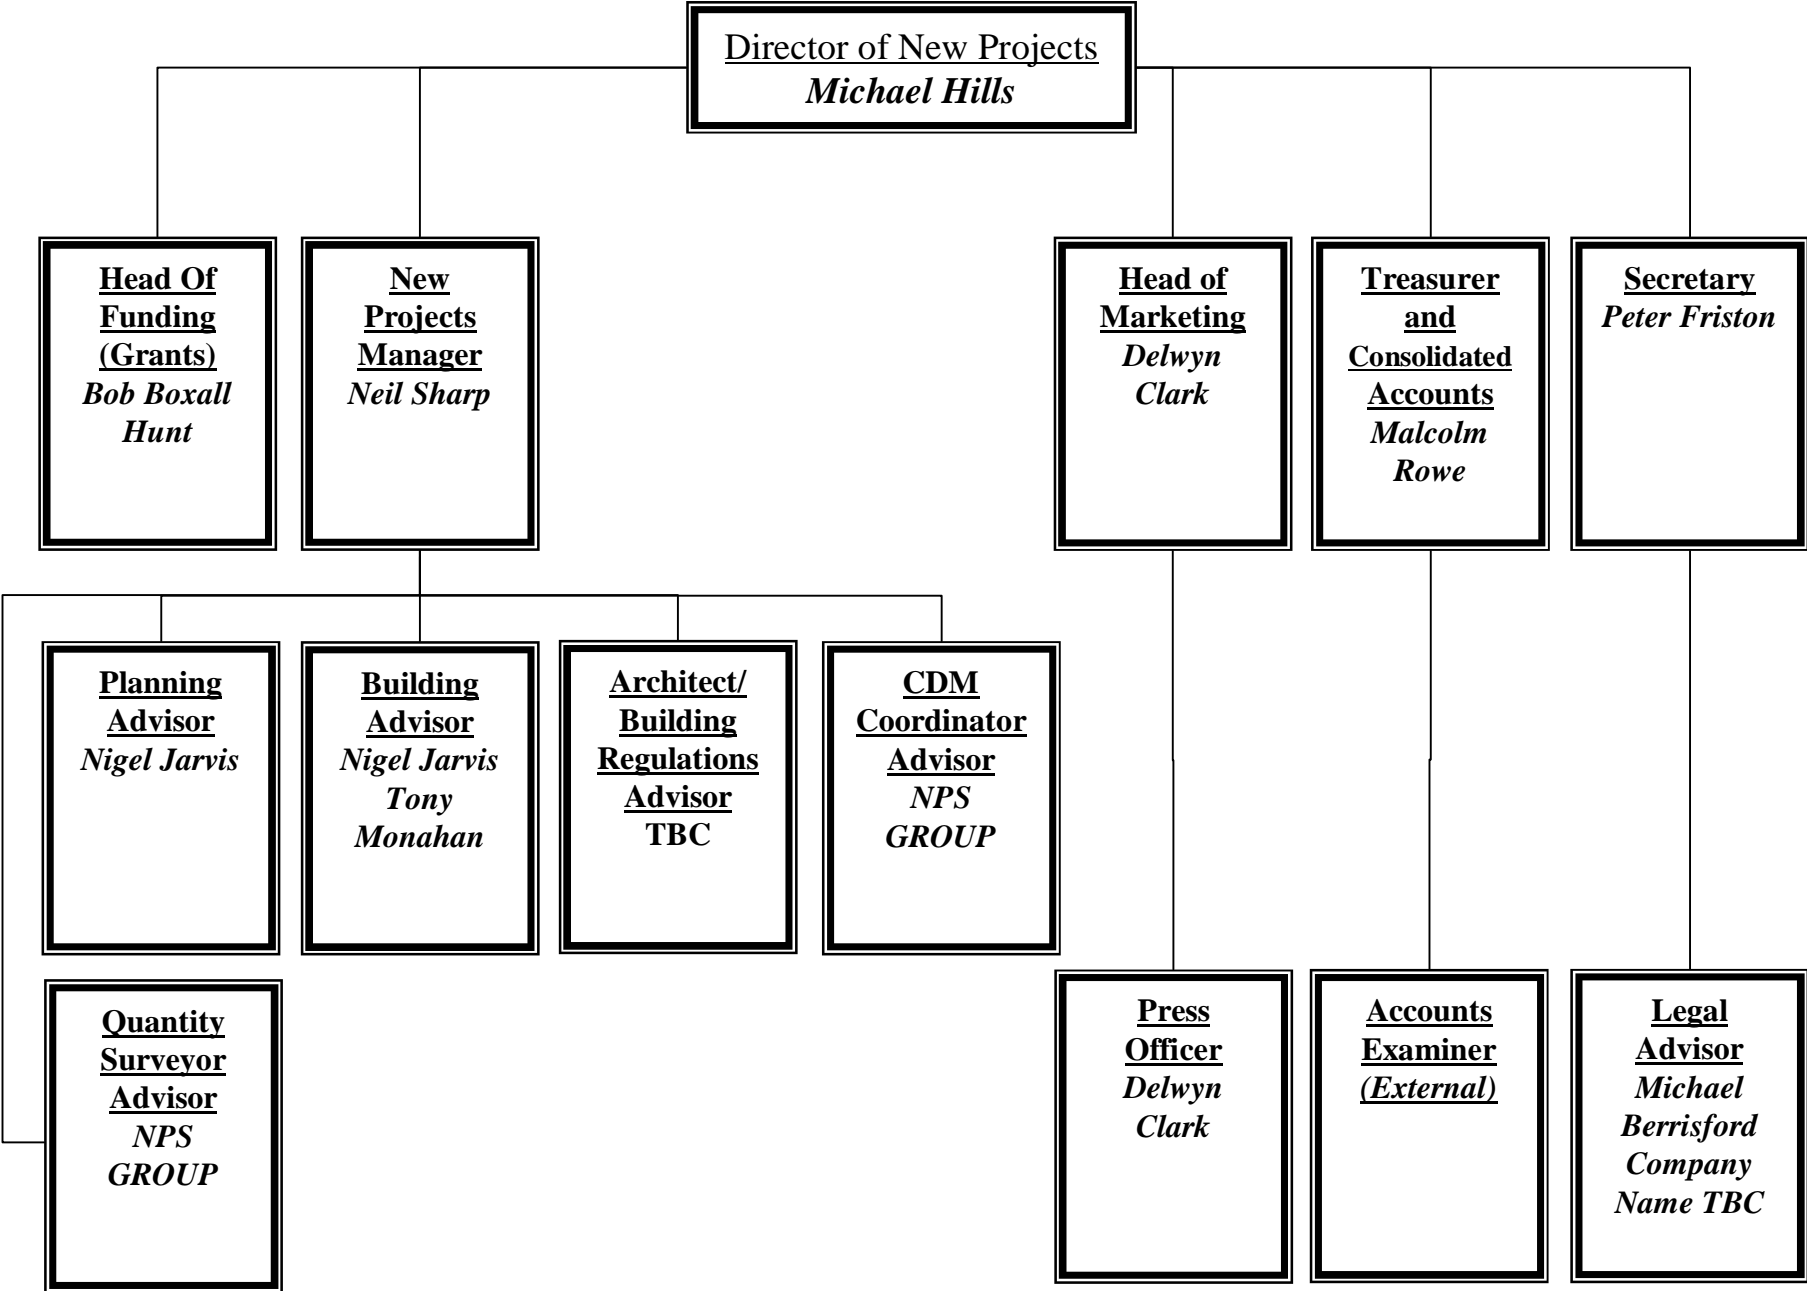 Director of New Projects
Michael Hills
Head Of
Funding
(Grants)
Bob Boxall
Hunt
New
Projects
Manager
Neil Sharp
Head of
Marketing
Delwyn
Clark
Treasurer
and
Consolidated
Accounts
Malcolm
Rowe
Secretary
Peter Friston
Planning
Advisor
Nigel Jarvis
Building
Advisor
Nigel Jarvis
Tony
Monahan
Architect/
Building
Regulations
Advisor
TBC
CDM
Coordinator
Advisor
NPS
GROUP
Quantity
Surveyor
Advisor
NPS
GROUP
Press
Officer
Delwyn
Clark
Accounts
Examiner
(External)
Legal
Advisor
Michael
Berrisford
Company
Name TBC